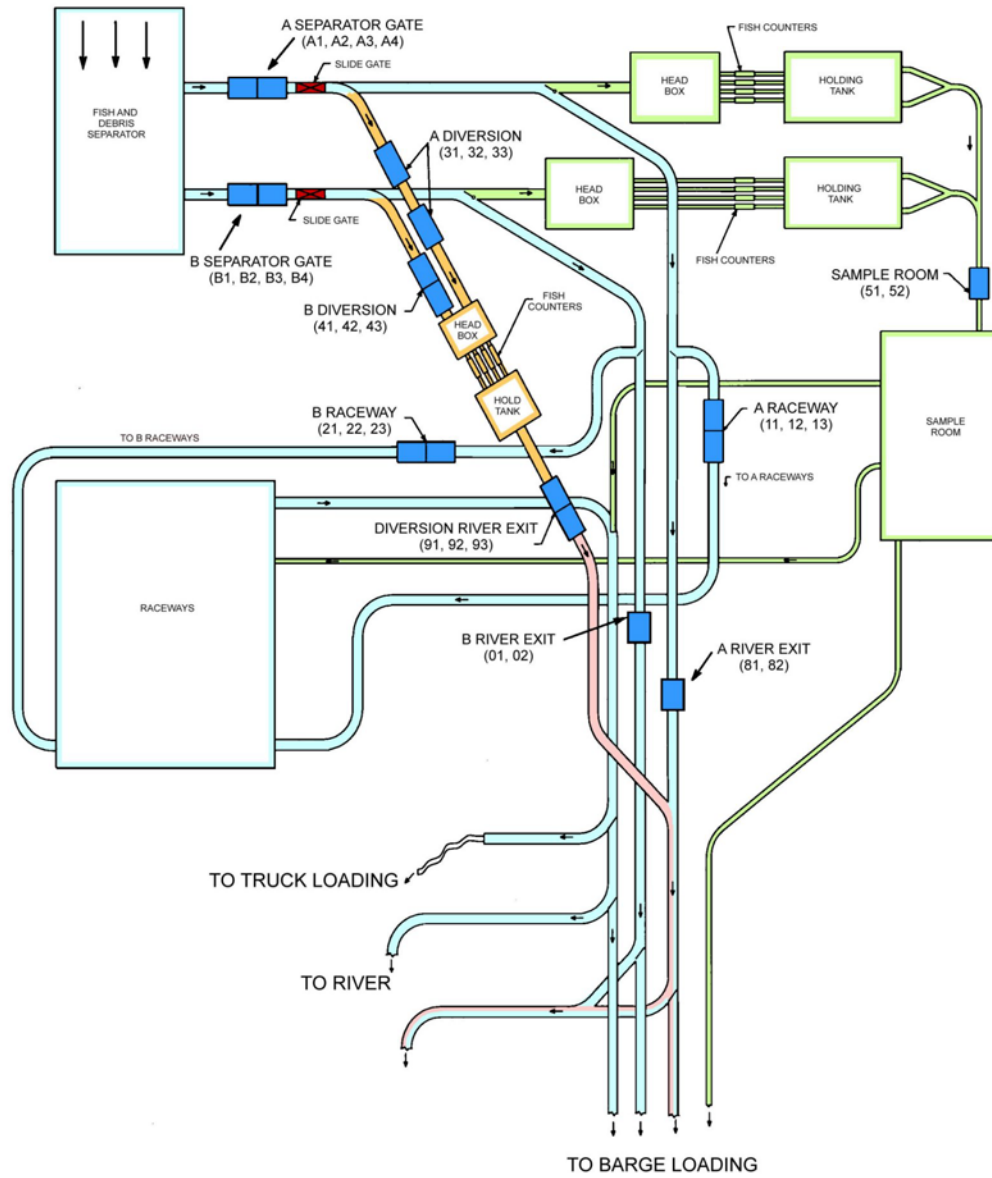 A SEPARATOR GATE
(A1, A2, A3, A4)
SLIDE GATE
FISH COUNTERS
FISH AND
DEBRIS
SEPARATOR
HEAD
BOX
HOLDING
TANK
A DIVERSION
(31, 32, 33)
HEAD
BOX
HOLDING
TANK
SLIDE GATE
B SEPARATOR GATE
(B1, B2, B3, B4)
FISH COUNTERS
SAMPLE ROOM
(51, 52)
B DIVERSION
(41, 42, 43)
FISH
COUNTERS
HEAD
BOX
HOLD
TANK
B RACEWAY
(21, 22, 23)
A RACEWAY
(11, 12, 13)
SAMPLE
ROOM
TO B RACEWAYS
TO A RACEWAYS
DIVERSION RIVER EXIT
(91, 92, 93)
RACEWAYS
B RIVER EXIT
(01, 02)
A RIVER EXIT
(81, 82)
TO TRUCK LOADING
TO RIVER
TO BARGE LOADING